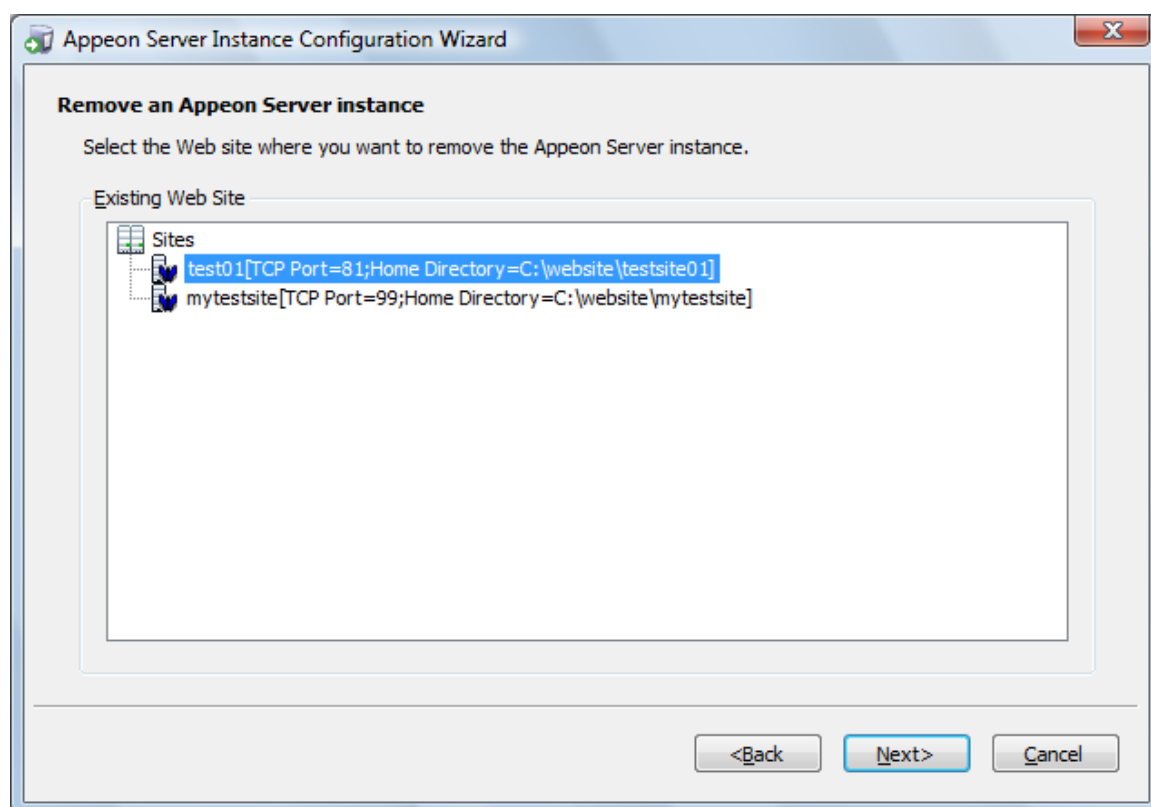 Appeon Server Instance Configuration Wizard
Remove an Appeon Server instance
Select the Web site where you want to remove the Appeon Server instance.
Existing Web Site
Sites
test01[TCP Port=81;Home Directory=C:\website\testsite01]
mytestsite[TCP Port=99;Home Directory=C:\website\mytestsite]
<Back Next> Cancel